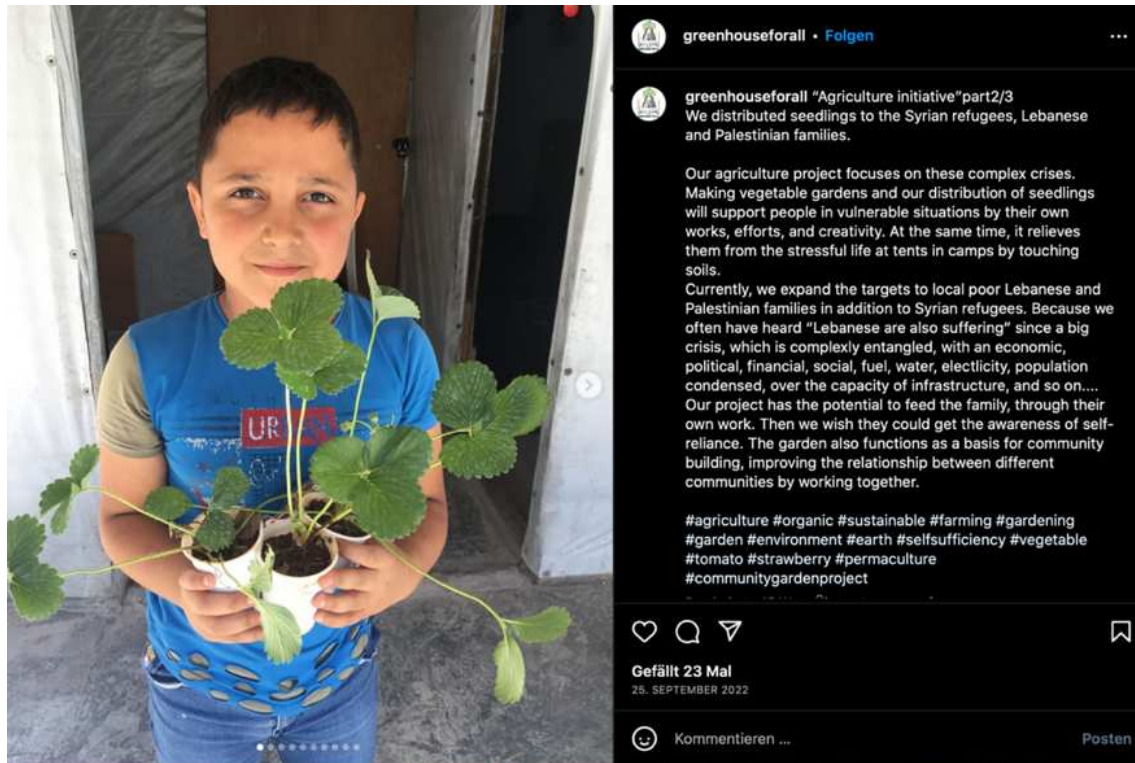 UR
greenhouseforall • Folgen
greenhouseforall “Agriculture initiative”part2/3
We distributed seedlings to the Syrian refugees, Lebanese
and Palestinian families.
Our agriculture project focuses on these complex crises.
Making vegetable gardens and our distribution of seedlings
will support people in vulnerable situations by their own
works, efforts, and creativity. At the same time, it relieves
them from the stressful life at tents in camps by touching
soils.
Currently, we expand the targets to local poor Lebanese and
Palestinian families in addition to Syrian refugees. Because we
often have heard “Lebanese are also suffering” since a big
crisis, which is complexly entangled, with an economic,
political, financial, social, fuel, water, electlicity, population
condensed, over the capacity of infrastructure, and so on....
Our project has the potential to feed the family, through their
own work. Then we wish they could get the awareness of self-
reliance. The garden also functions as a basis for community
building, improving the relationship between different
communities by working together.
#agriculture #organic #sustainable #farming #gardening
#garden #environment #earth #selfsufficiency #vegetable
#tomato #strawberry #permaculture
#communitygardenproject
Gefällt 23 Mal
25. SEPTEMBER 2022
Kommentieren ...
Posten